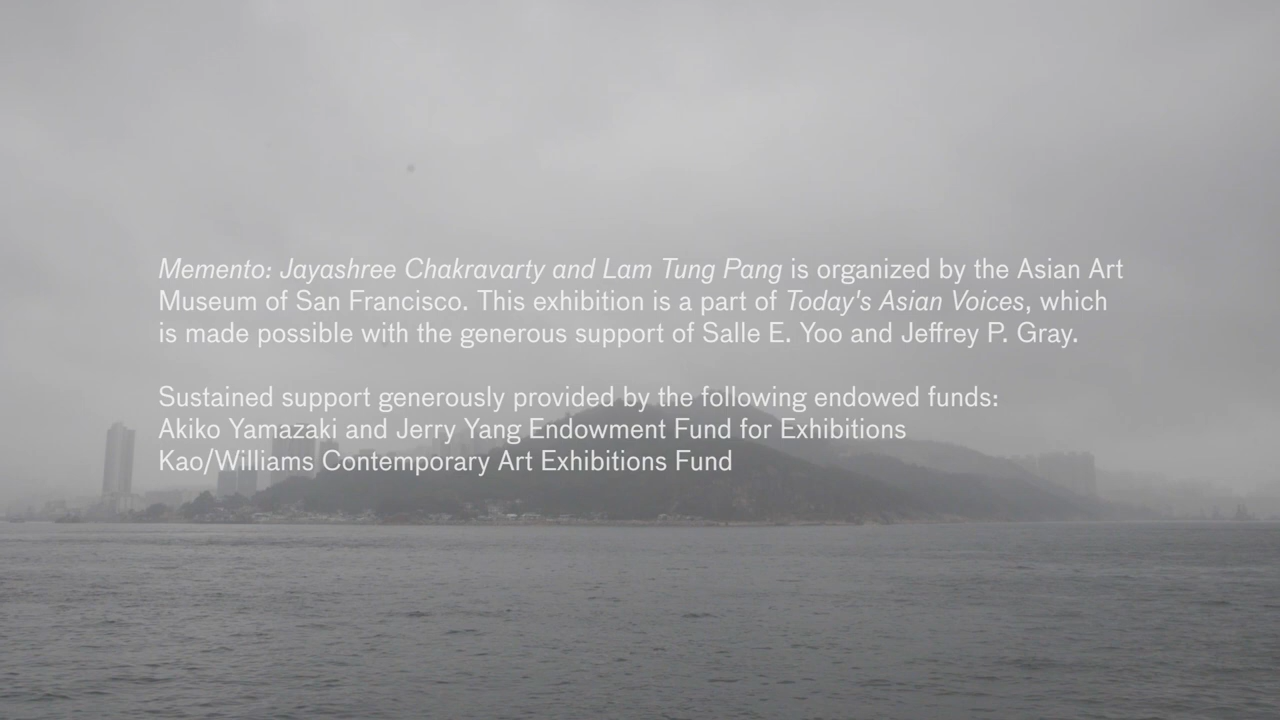 Memento: Jayashree Chakravarty and Lam Tung Pang is organized by the Asian Art
Museum of San Francisco. This exhibition is a part of Today's Asian Voices, which
is made possible with the generous support of Salle E. Yoo and Jeffrey P. Gray.
Sustained support generously provided by the following endowed funds:
Akiko Yamazaki and Jerry Yang Endowment Fund for Exhibitions
Kao/Williams Contemporary Art Exhibitions Fund